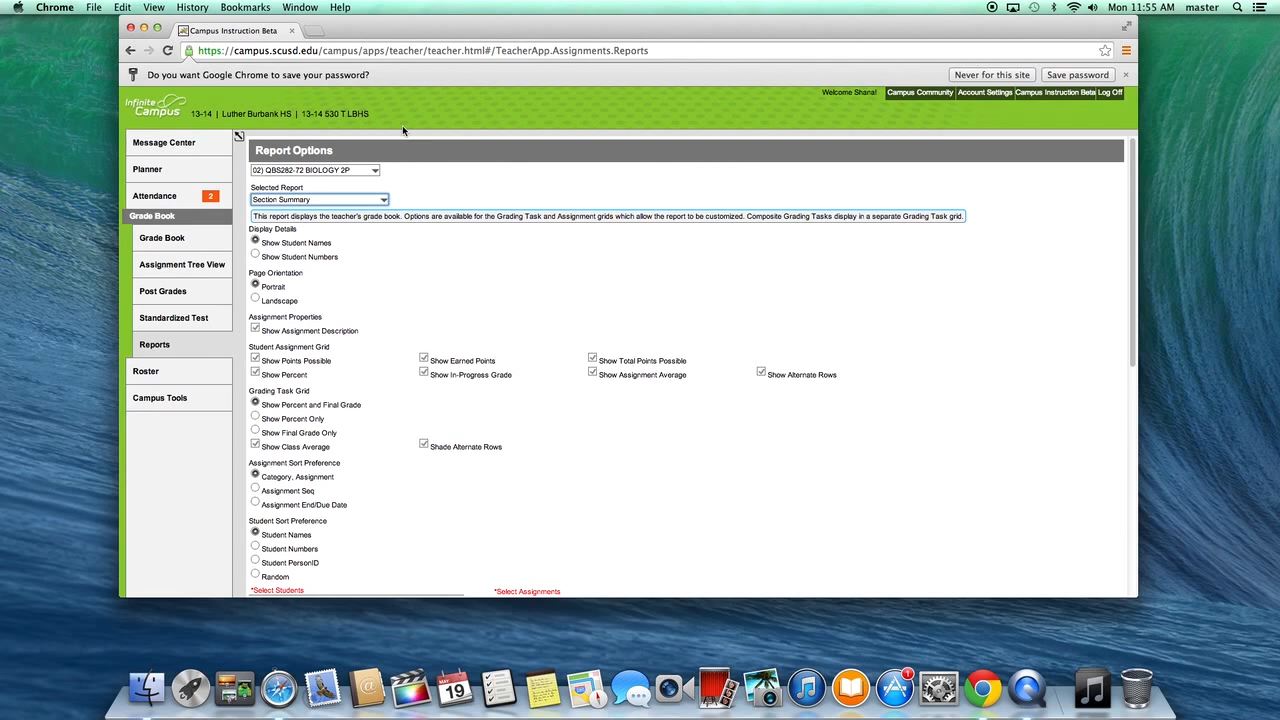 Chrome File Edit View History Bookmarks Window Help Mon 11:55 AM master
Campus Instruction Beta
https://campus.scusd.edu/campus/apps/teacher/teacher.html#/TeacherApp.Assignments.Reports
Do you want Google Chrome to save your password? Never for this site Save password
Welcome Shana! Campus Community Account Settings Campus Instruction Beta Log Off
Infinite
Campus 13-14 | Luther Burbank HS | 13-14 530 T LBHS
Message Center
Planner
Attendance 2
Grade Book
Grade Book
Assignment Tree View
Post Grades
Standardized Test
Reports
Roster
Campus Tools
Report Options
02) QBS282-72 BIOLOGY 2P
Selected Report
Section Summary
This report displays the teacher's grade book. Options are available for the Grading Task and Assignment grids which allow the report to be customized. Composite Grading Tasks display in a separate Grading Task grid.
Display Details
Show Student Names
Show Student Numbers
Page Orientation
Portrait
Landscape
Assignment Properties
Show Assignment Description
Student Assignment Grid
Show Points Possible Show Earned Points Show Total Points Possible
Show Percent Show In-Progress Grade Show Assignment Average Show Alternate Rows
Grading Task Grid
Show Percent and Final Grade
Show Percent Only
Show Final Grade Only
Show Class Average Shade Alternate Rows
Assignment Sort Preference
Category, Assignment
Assignment Seq
Assignment End/Due Date
Student Sort Preference
Student Names
Student Numbers
Student PersonID
Random
*Select Students *Select Assignments
MAY
19
1